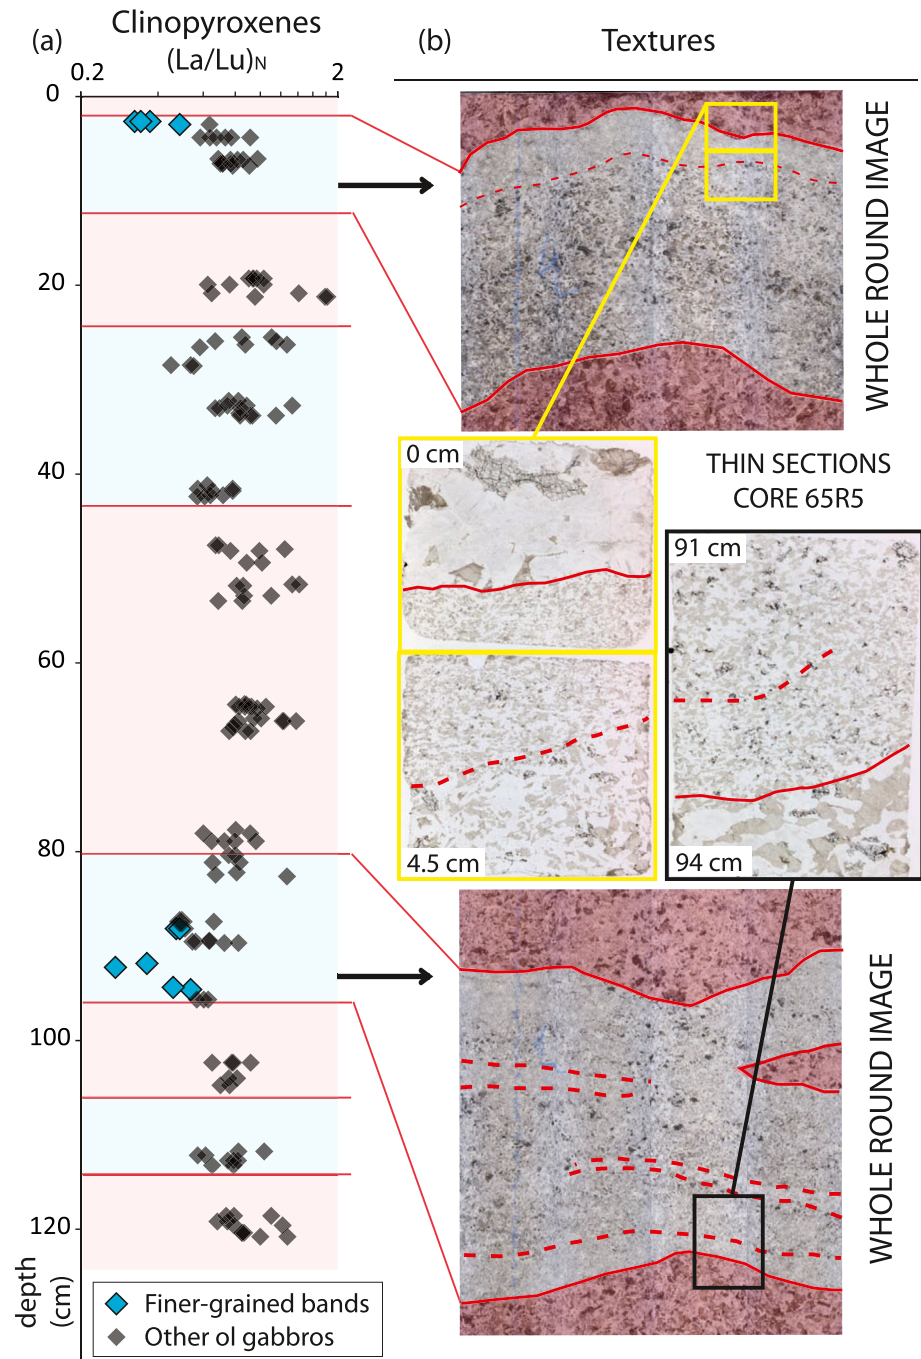 (a)
Clinopyroxenes
(La/Lu)N
0.2
2
0
20
40
60
80
100
120
depth
(cm)
Finer-grained bands
Other ol gabbros
(b)
Textures
WHOLE ROUND IMAGE
0 cm
4.5 cm
THIN SECTIONS
CORE 65R5
91 cm
94 cm
WHOLE ROUND IMAGE